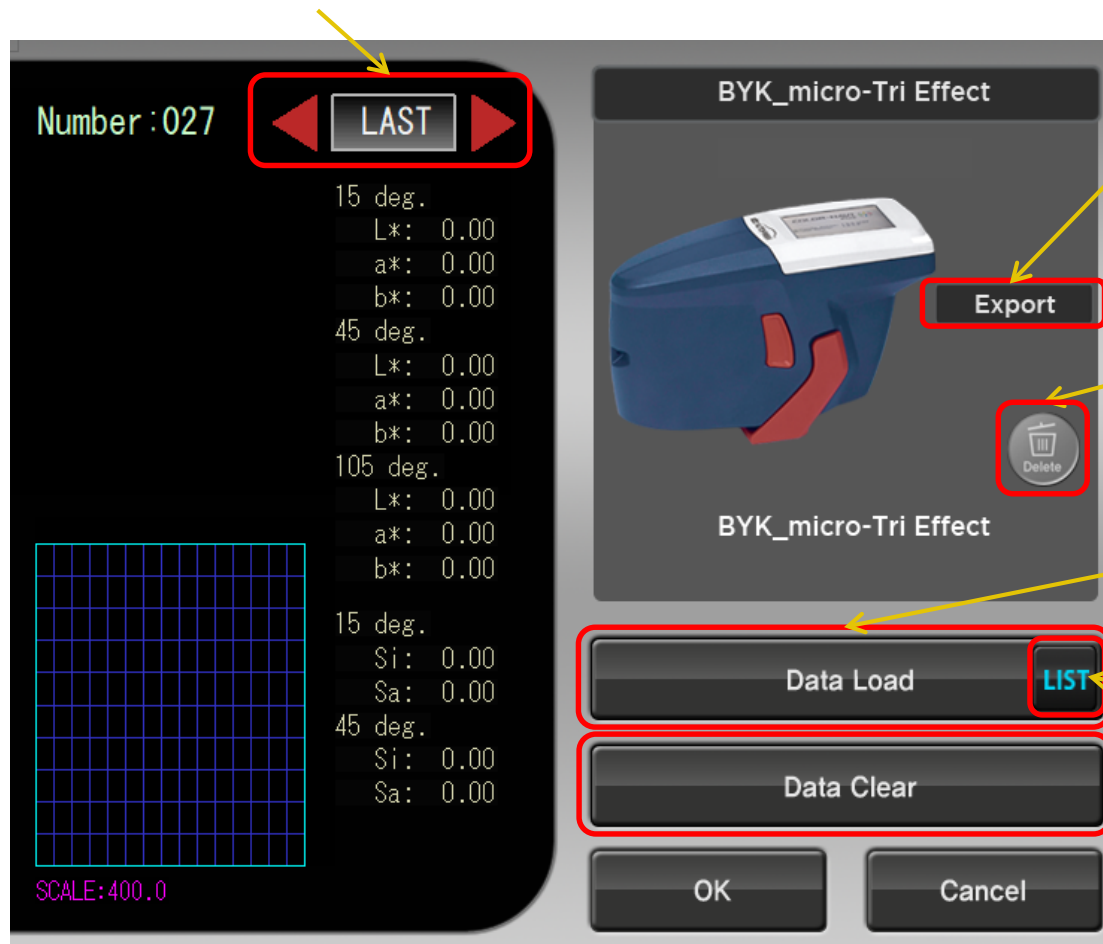 Number:027
LAST
15 deg.
L*: 0.00
a*: 0.00
b*: 0.00
45 deg.
L*: 0.00
a*: 0.00
b*: 0.00
105 deg.
L*: 0.00
a*: 0.00
b*: 0.00
15 deg.
Si: 0.00
Sa: 0.00
45 deg.
Si: 0.00
Sa: 0.00
SCALE:400.0
BYK_micro-Tri Effect
Export
Delete
BYK_micro-Tri Effect
Data Load
LIST
Data Clear
OK
Cancel